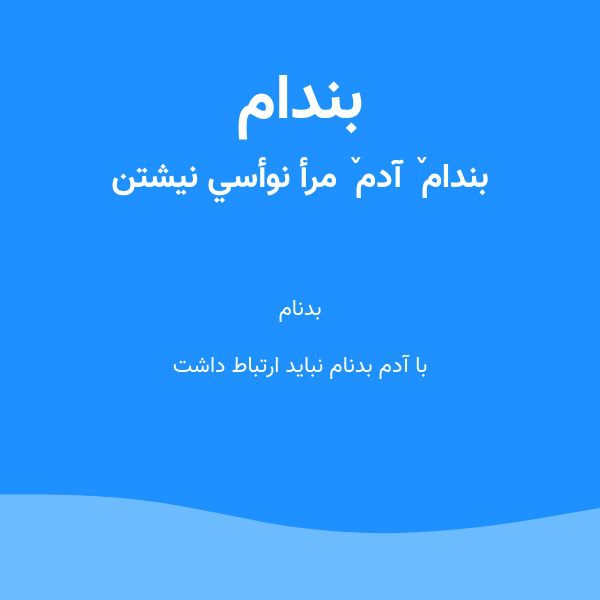 بندام
بندامˇ آدمˇ مرأ نوأسي نيشتن
بدنام
با آدم بدنام نباید ارتباط داشت